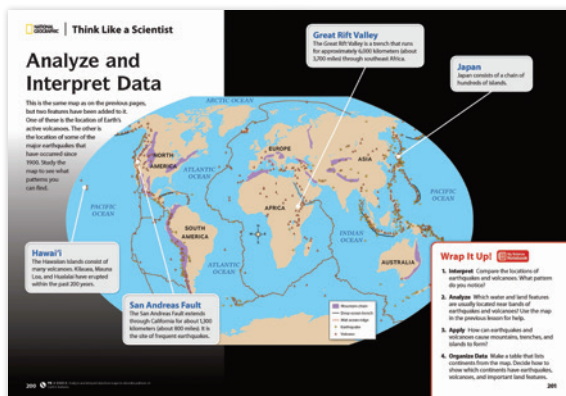 NATIONAL
GEOGRAPHIC
Think Like a Scientist
Analyze and
Interpret Data
This is the same map as on the previous pages,
but two features have been added to it.
One of these is the location of Earth's
active volcanoes. The other is
the location of some of the
major earthquakes that
have occurred since
1900. Study the
map to see what
patterns you
can find.
Great Rift Valley
The Great Rift Valley is a trench that runs
for approximately 6,000 kilometers (about
3,700 miles) through southeast Africa.
Japan
Japan consists of a chain of
hundreds of islands.
ARCTIC OCEAN
NORTH
AMERICA
ATLANTIC
OCEAN
EUROPE
ASIA
PACIFIC
OCEAN
PACIFIC
OCEAN
AFRICA
SOUTH
AMERICA
INDIAN
OCEAN
ATLANTIC
OCEAN
AUSTRALIA
Hawai'i
The Hawaiian Islands consist of
many volcanoes. Kilauea, Mauna
Loa, and Hualalai have erupted
within the past 200 years.
San Andreas Fault
The San Andreas Fault extends
through California for about 1,300
kilometers (about 800 miles). It is
the site of frequent earthquakes.
Mountain chain
Deep ocean trench
Mid-ocean ridge
Earthquake
Volcano
Wrap It Up!
My Science
Notebook
1. Interpret Compare the locations of
earthquakes and volcanoes. What pattern
do you notice?
2. Analyze Which water and land features
are usually located near bands of
earthquakes and volcanoes? Use the map
in the previous lesson for help.
3. Apply How can earthquakes and
volcanoes cause mountains, trenches, and
islands to form?
4. Organize Data Make a table that lists
continents from the map. Decide how to
show which continents have earthquakes,
volcanoes, and important land features.
200
201